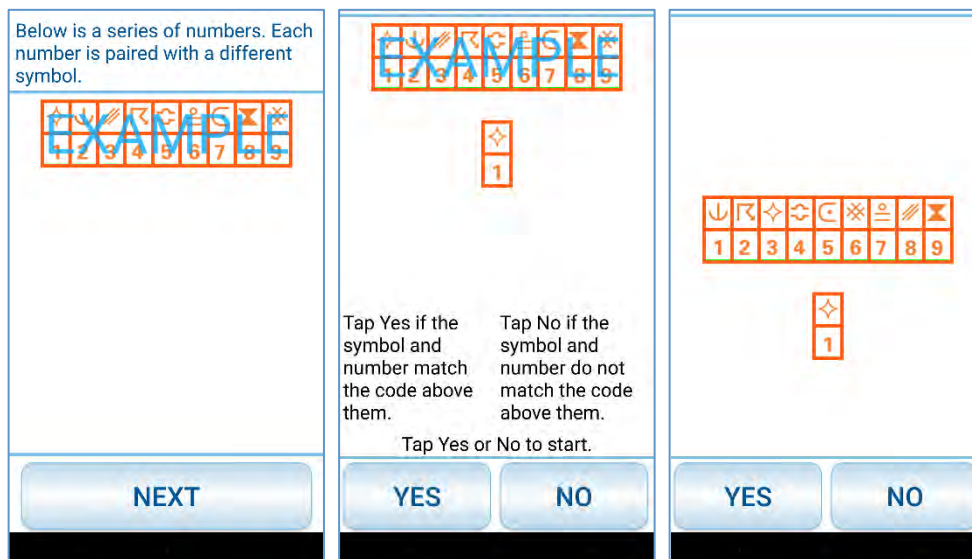 Below is a series of numbers. Each
number is paired with a different
symbol.
EXAMPLE
1 2 3 4 5 6 7 8 9
NEXT
EXAMPLE
1 2 3 4 5 6 7 8 9
1
Tap Yes if the
symbol and
number match
the code above
them.
Tap No if the
symbol and
number do not
match the code
above them.
Tap Yes or No to start.
YES NO
1 2 3 4 5 6 7 8 9
1
YES NO